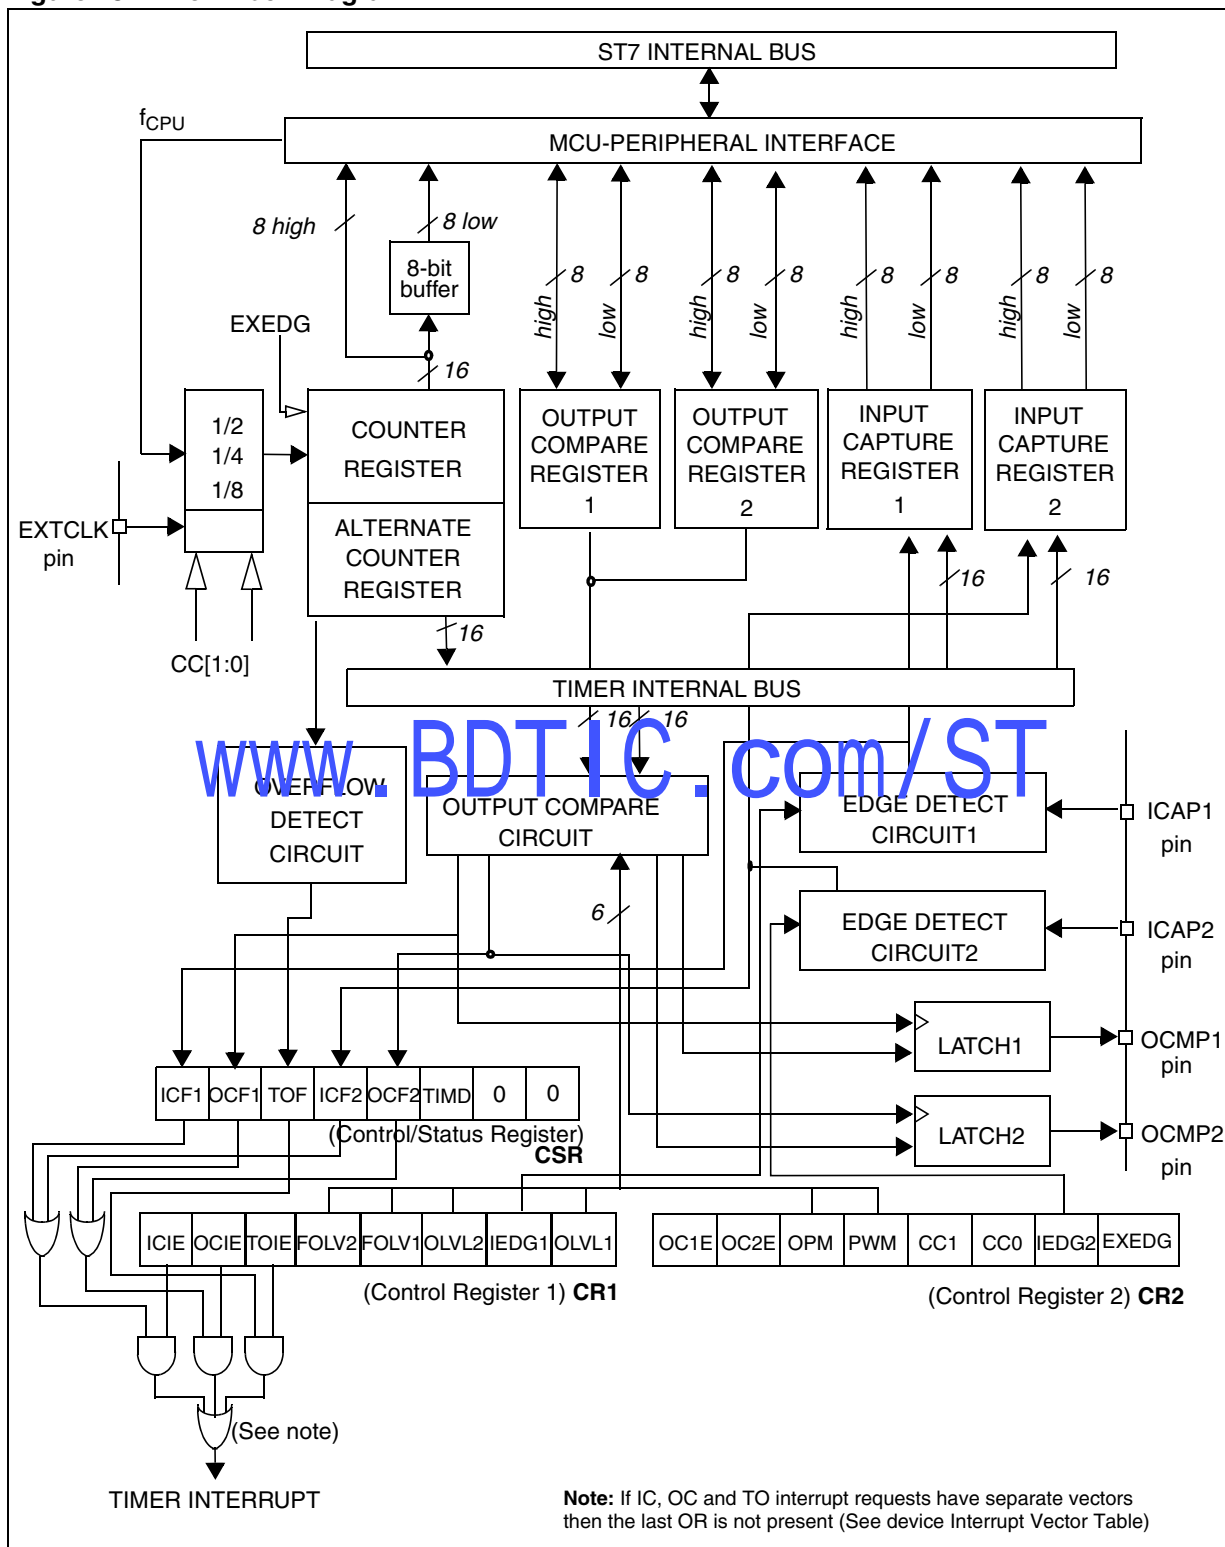 ST7 INTERNAL BUS
fCPU
MCU-PERIPHERAL INTERFACE
8 high
8 low
8-bit
buffer
8
8
8
8
8
8
8
8
high
low
high
low
high
low
high
low
EXEDG
16
1/2
1/4
1/8
COUNTER
REGISTER
OUTPUT
COMPARE
REGISTER
1
OUTPUT
COMPARE
REGISTER
2
INPUT
CAPTURE
REGISTER
1
INPUT
CAPTURE
REGISTER
2
EXTCLK
pin
ALTERNATE
COUNTER
REGISTER
16
16
16
CC[1:0]
TIMER INTERNAL BUS
16
16
www.BDTIC.com/ST
OVERFLOW
DETECT
CIRCUIT
OUTPUT COMPARE
CIRCUIT
EDGE DETECT
CIRCUIT1
ICAP1
pin
6
EDGE DETECT
CIRCUIT2
ICAP2
pin
LATCH1
OCMP1
pin
ICF1 OCF1 TOF ICF2 OCF2 TIMD 0 0
(Control/Status Register)
CSR
LATCH2
OCMP2
pin
ICIE OCIE TOIE FOLV2 FOLV1 OLVL2 IEDG1 OLVL1
(Control Register 1) CR1
OC1E OC2E OPM PWM CC1 CC0 IEDG2 EXEDG
(Control Register 2) CR2
(See note)
TIMER INTERRUPT
Note: If IC, OC and TO interrupt requests have separate vectors
then the last OR is not present (See device Interrupt Vector Table)